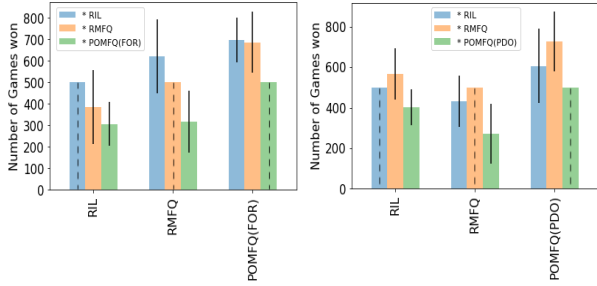 Number of Games won
800
700
600
500
400
300
200
100
0
* RIL
* RMFQ
* POMFQ(FOR)
RIL
RMFQ
POMFQ(FOR)
Number of Games won
800
600
400
200
0
* RIL
* RMFQ
* POMFQ(PDO)
RIL
RMFQ
POMFQ(PDO)